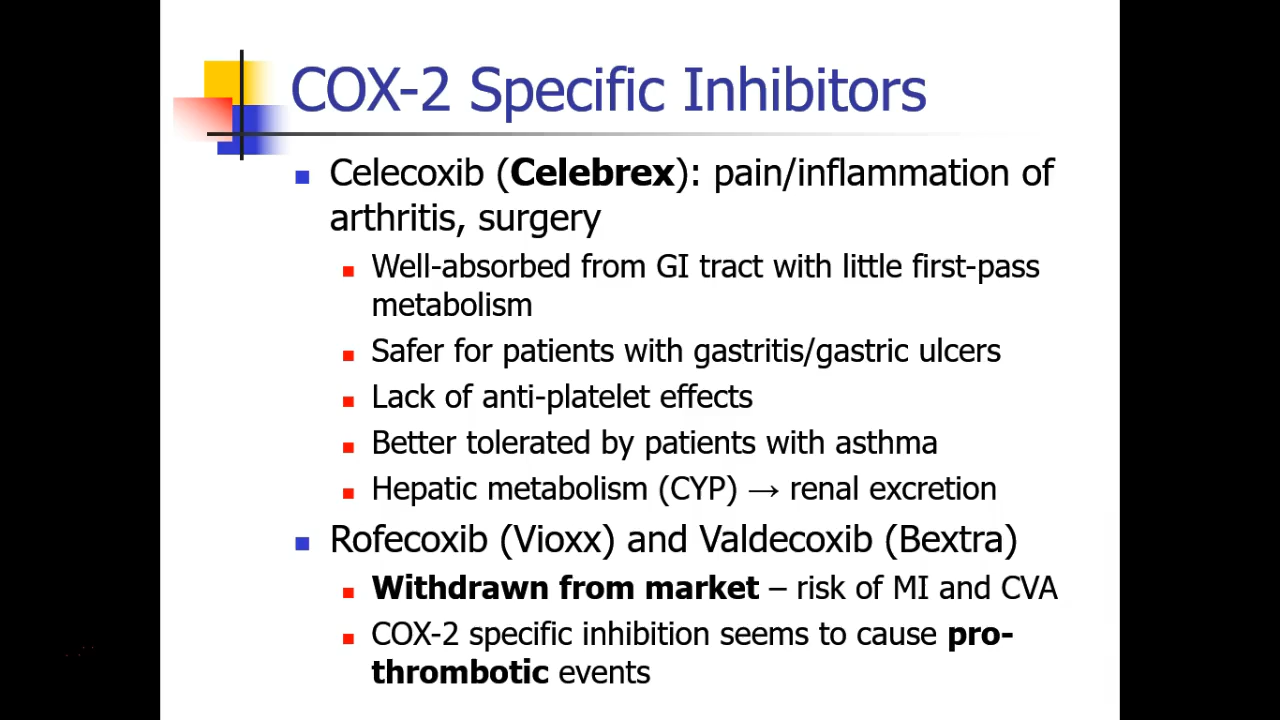 COX-2 Specific Inhibitors
Celecoxib (Celebrex): pain/inflammation of
arthritis, surgery
Well-absorbed from GI tract with little first-pass
metabolism
Safer for patients with gastritis/gastric ulcers
Lack of anti-platelet effects
Better tolerated by patients with asthma
Hepatic metabolism (CYP) → renal excretion
Rofecoxib (Vioxx) and Valdecoxib (Bextra)
Withdrawn from market – risk of MI and CVA
COX-2 specific inhibition seems to cause pro-
thrombotic events